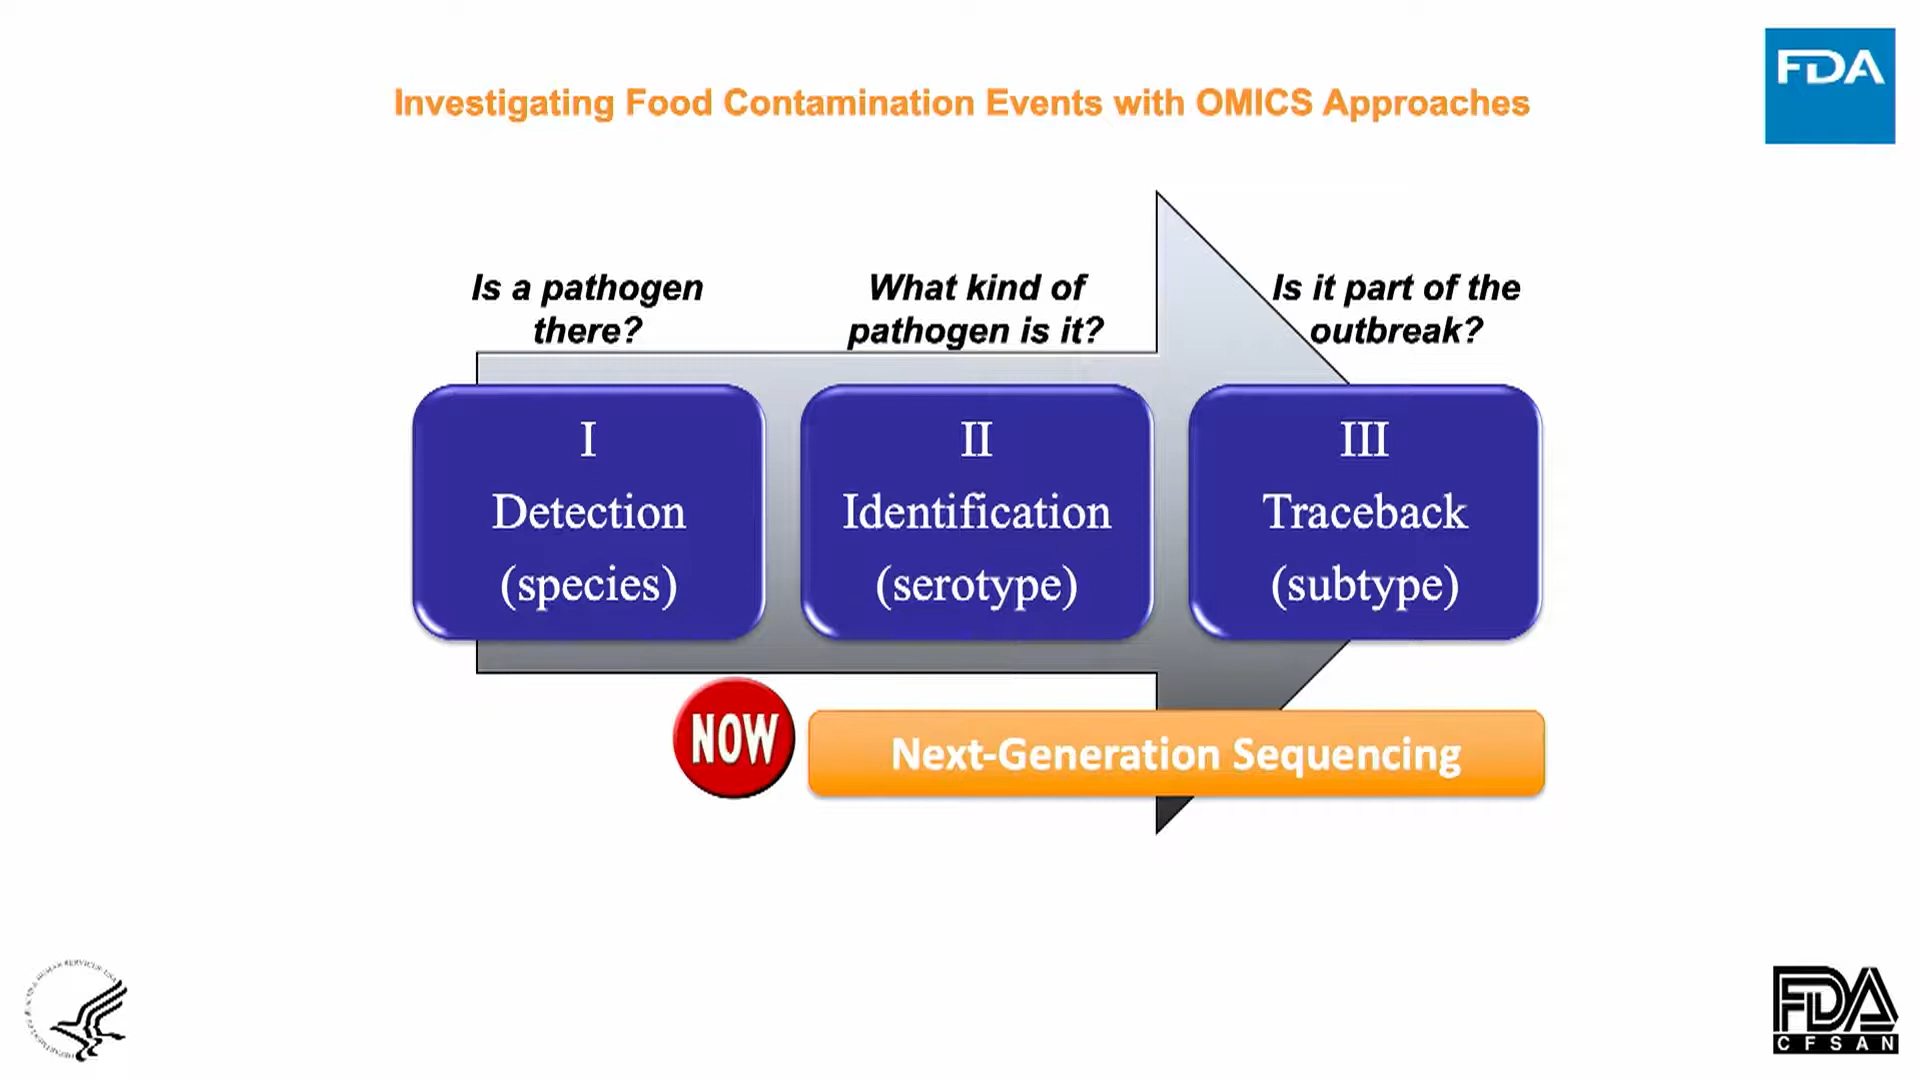 FDA
Investigating Food Contamination Events with OMICS Approaches
Is a pathogen
there?
What kind of
pathogen is it?
Is it part of the
outbreak?
I
Detection
(species)
II
Identification
(serotype)
III
Traceback
(subtype)
NOW
Next-Generation Sequencing
FDA
CFSAN